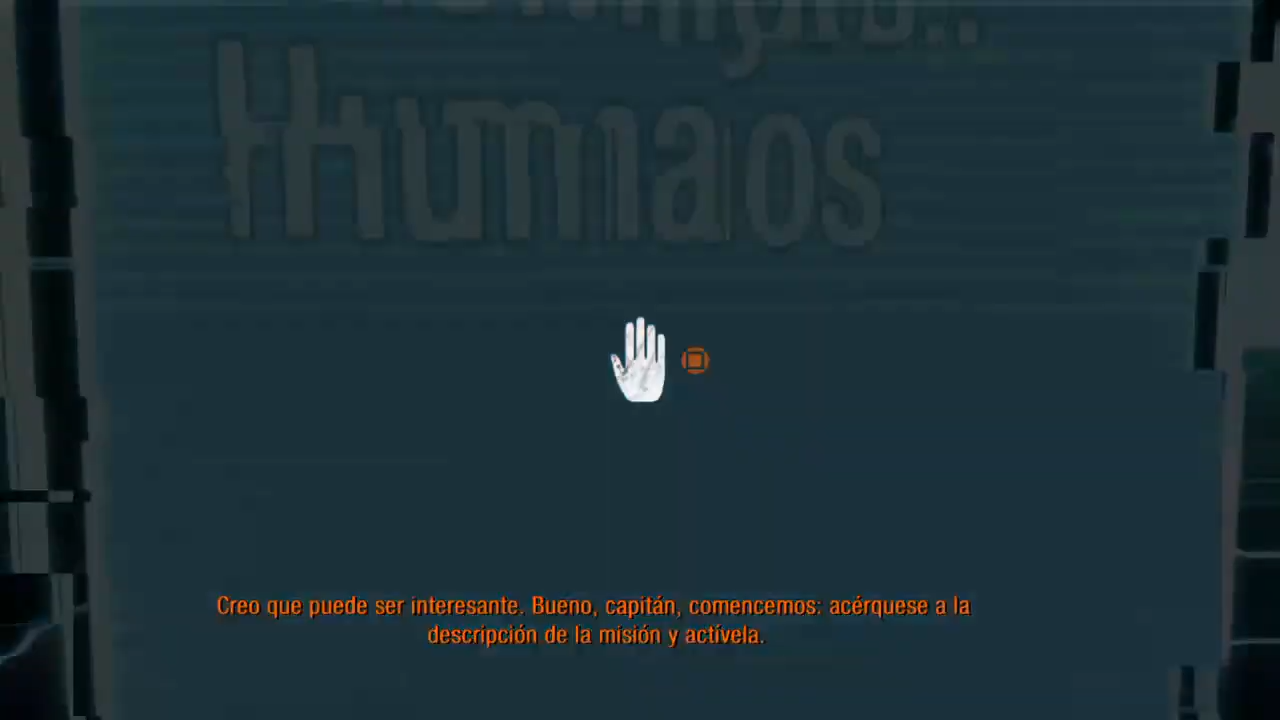 Humaos
Creo que puede ser interesante. Bueno, capitán, comencemos: acérquese a la
descripción de la misión y actívela.